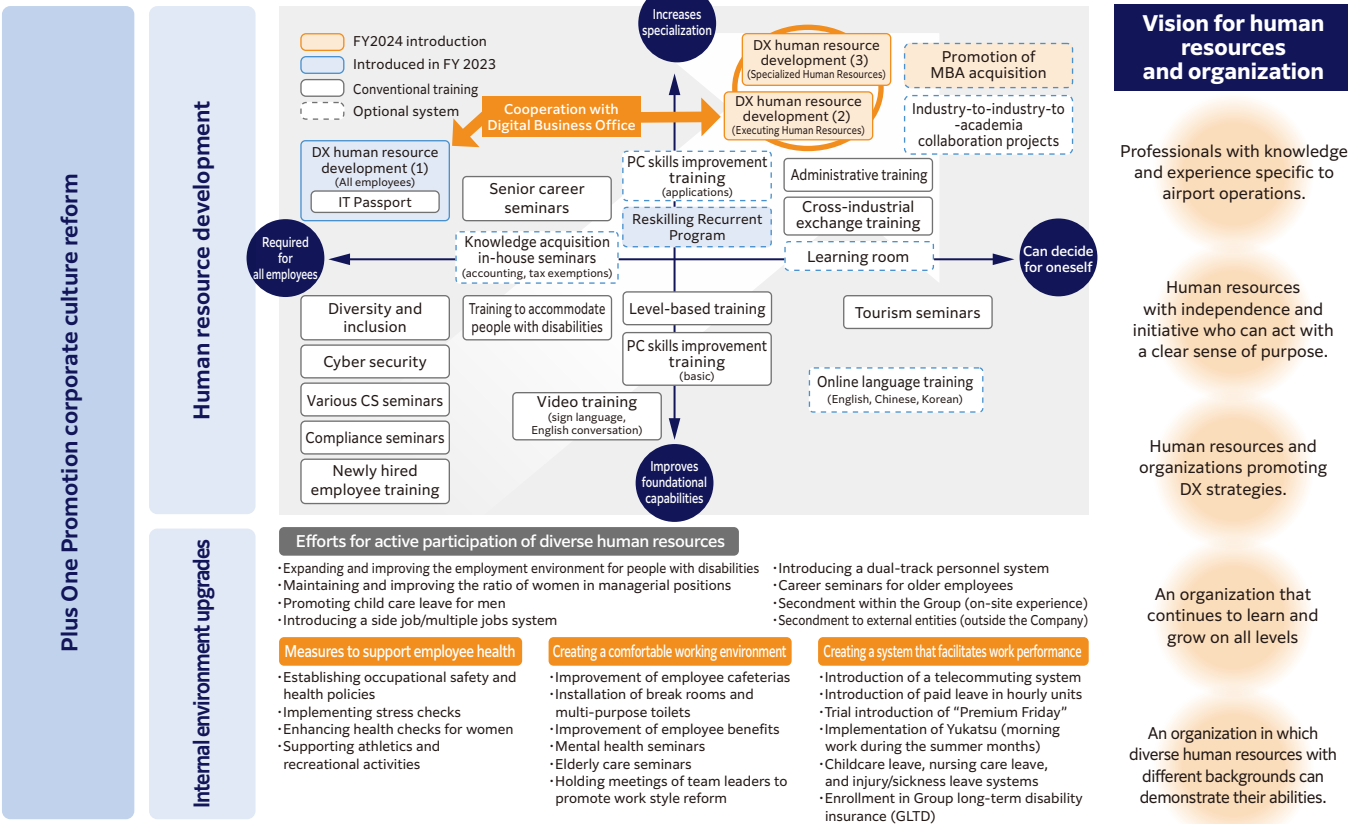 Plus One Promotion corporate culture reform
Human resource development
Internal environment upgrades
FY2024 introduction
Introduced in FY 2023
Conventional training
Optional system
Increases
specialization
Cooperation with
Digital Business Office
DX human resource
development (3)
(Specialized Human Resources)
DX human resource
development (2)
(Executing Human Resources)
Promotion of
MBA acquisition
Industry-to-industry-to
-academia
collaboration projects
DX human resource
development (1)
(All employees)
IT Passport
Senior career
seminars
PC skills improvement
training
(applications)
Administrative training
Reskilling Recurrent
Program
Cross-industrial
exchange training
Required
for
all employees
Knowledge acquisition
in-house seminars
(accounting, tax exemptions)
Learning room
Can decide
for oneself
Diversity and
inclusion
Training to accommodate
people with disabilities
Level-based training
Tourism seminars
Cyber security
PC skills improvement
training
(basic)
Various CS seminars
Video training
(sign language,
English conversation)
Online language training
(English, Chinese, Korean)
Compliance seminars
Newly hired
employee training
Improves
foundational
capabilities
Efforts for active participation of diverse human resources
・Expanding and improving the employment environment for people with disabilities
・Maintaining and improving the ratio of women in managerial positions
・Promoting child care leave for men
・Introducing a side job/multiple jobs system
・Introducing a dual-track personnel system
・Career seminars for older employees
・Secondment within the Group (on-site experience)
・Secondment to external entities (outside the Company)
Measures to support employee health
・Establishing occupational safety and
health policies
・Implementing stress checks
・Enhancing health checks for women
・Supporting athletics and
recreational activities
Creating a comfortable working environment
・Improvement of employee cafeterias
・Installation of break rooms and
multi-purpose toilets
・Improvement of employee benefits
・Mental health seminars
・Elderly care seminars
・Holding meetings of team leaders to
promote work style reform
Creating a system that facilitates work performance
・Introduction of a telecommuting system
・Introduction of paid leave in hourly units
・Trial introduction of “Premium Friday”
・Implementation of Yukatsu (morning
work during the summer months)
・Childcare leave, nursing care leave,
and injury/sickness leave systems
・Enrollment in Group long-term disability
insurance (GLTD)
Vision for human
resources
and organization
Professionals with knowledge
and experience specific to
airport operations.
Human resources
with independence and
initiative who can act with
a clear sense of purpose.
Human resources and
organizations promoting
DX strategies.
An organization that
continues to learn and
grow on all levels
An organization in which
diverse human resources with
different backgrounds can
demonstrate their abilities.